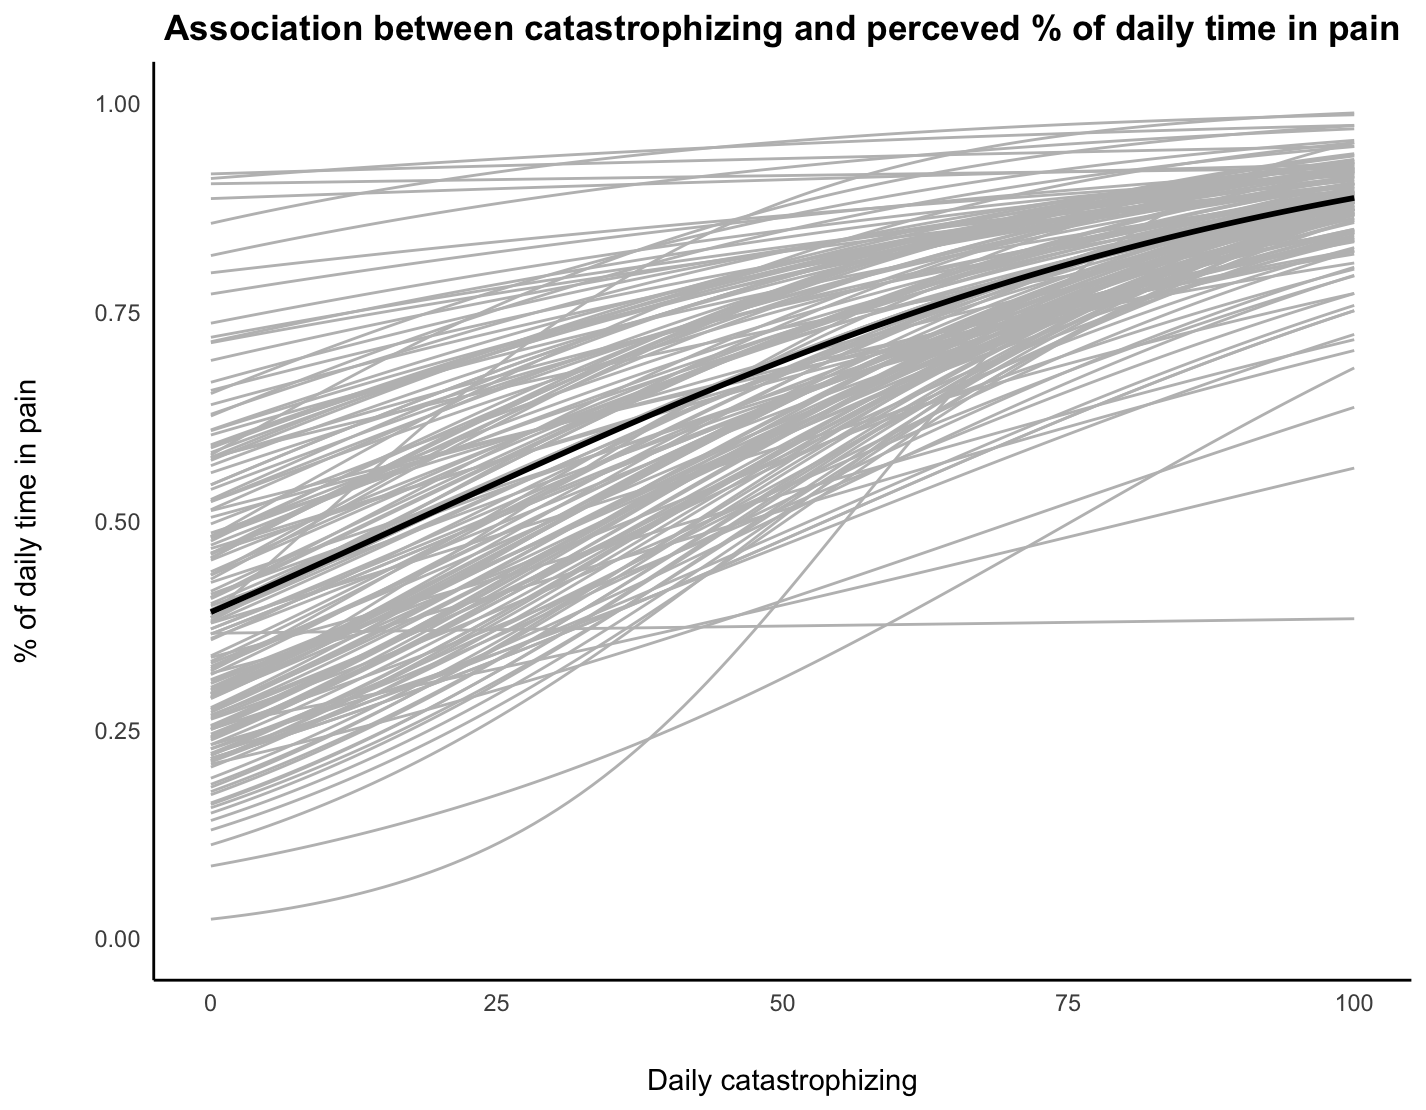 Association between catastrophizing and perceved % of daily time in pain
1.00
0.75
0.50
0.25
0.00
% of daily time in pain
0 25 50 75 100
Daily catastrophizing